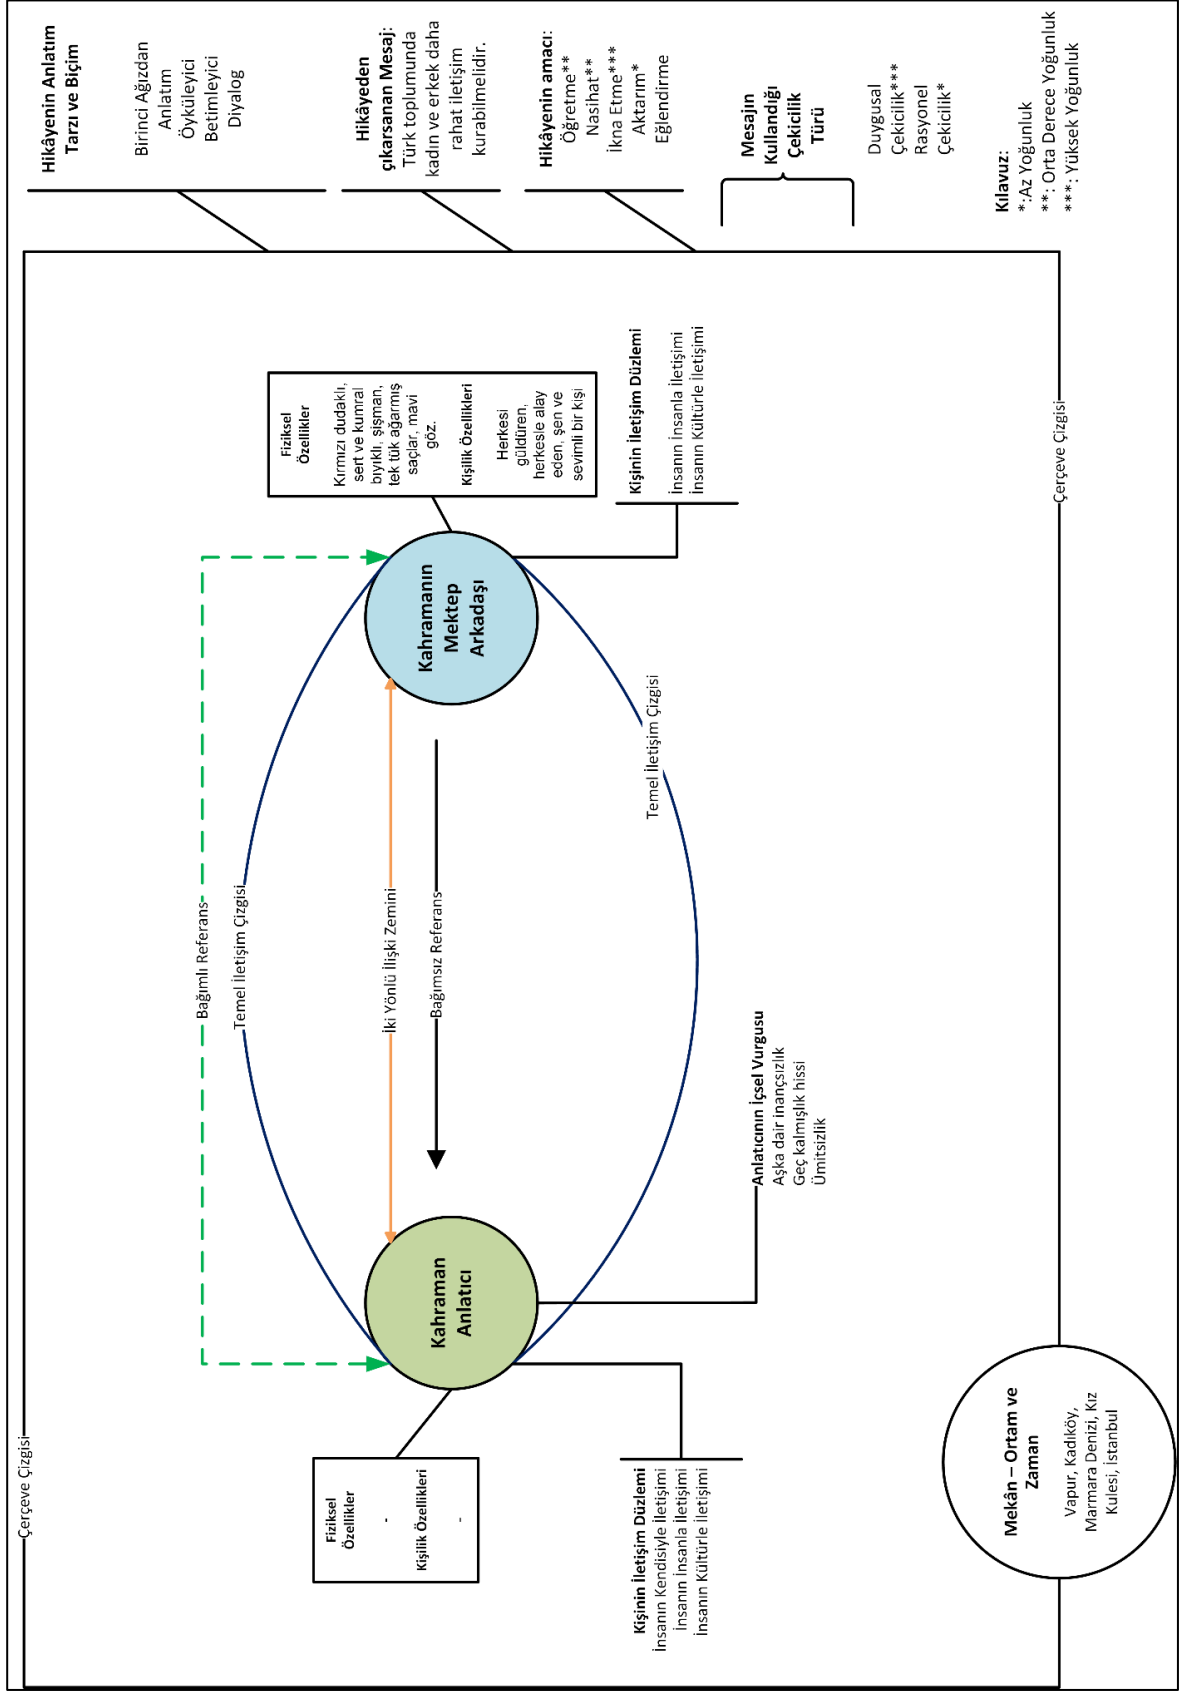 Çerçeve Çizgisi
Hikâyenin Anlatım
Tarzı ve Biçim
Birinci Ağızdan
Anlatım
Öyküleyici
Betimleyici
Diyalog
Hikâyeden
çıkarsanan Mesaj:
Türk toplumunda
kadın ve erkek daha
rahat iletişim
kurabilmelidir.
Hikâyenin amacı:
Öğretme**
Nasihat**
İkna Etme***
Aktarım*
Eğlendirme
Mesajın
Kullandığı
Çekicilik
Türü
Duygusal
Çekicilik***
Rasyonel
Çekicilik*
Kılavuz:
*:Az Yoğunluk
**: Orta Derece Yoğunluk
***: Yüksek Yoğunluk
Bağımlı Referans
Temel İletişim Çizgisi
İki Yönlü İlişki Zemini
Bağımsız Referans
Temel İletişim Çizgisi
Fiziksel
Özellikler
-
Kişilik Özellikleri
-
Kahraman
Anlatıcı
Kişinin İletişim Düzlemi
İnsanın Kendisiyle İletişimi
İnsanın İnsanla İletişimi
İnsanın Kültürle İletişimi
Anlatıcının İçsel Vurgusu
Aşka dair inançsızlık
Geç kalmışlık hissi
Ümitsizlik
Fiziksel
Özellikler
Kırmızı dudaklı,
sert ve kumral
bıyıklı, şişman,
tek tük ağarmış
saçlar, mavi
göz.
Kişilik Özellikleri
Herkesi
güldüren,
herkesle alay
eden, şen ve
sevimli bir kişi
Kahramanın
Mektep
Arkadaşı
Kişinin İletişim Düzlemi
İnsanın İnsanla İletişimi
İnsanın Kültürle İletişimi
Mekân – Ortam ve
Zaman
Vapur, Kadıköy,
Marmara Denizi, Kız
Kulesi, İstanbul
Çerçeve Çizgisi